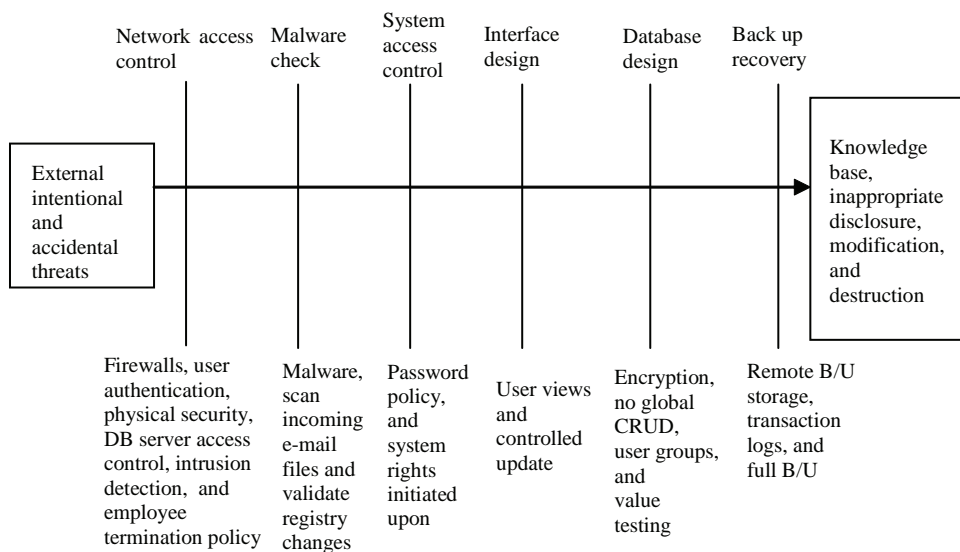 Network access
control
Malware
check
System
access
control
Interface
design
Database
design
Back up
recovery
External
intentional
and
accidental
threats
Knowledge
base,
inappropriate
disclosure,
modification,
and
destruction
Firewalls, user
authentication,
physical security,
DB server access
control, intrusion
detection, and
employee
termination policy
Malware,
scan
incoming
e-mail
files and
validate
registry
changes
Password
policy,
and
system
rights
initiated
upon
User views
and
controlled
update
Encryption,
no global
CRUD,
user groups,
and
value
testing
Remote B/U
storage,
transaction
logs, and
full B/U